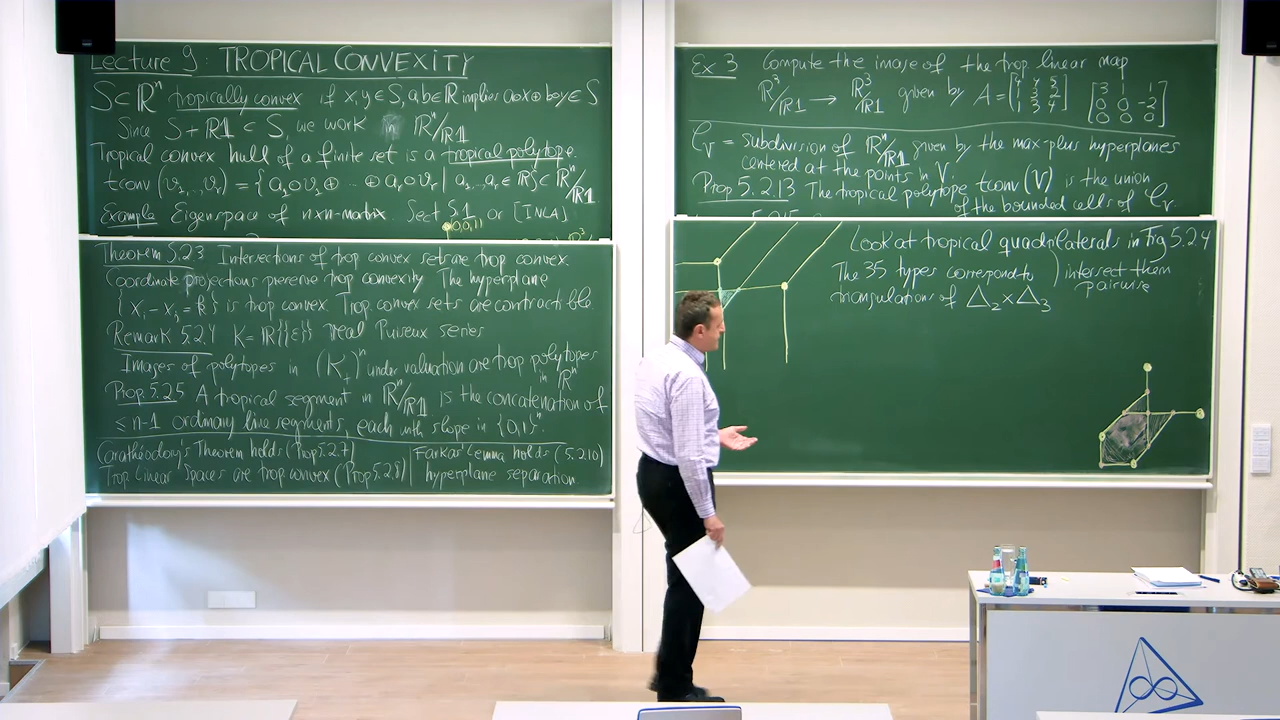 Lecture 9: TROPICAL CONVEXITY
S⊂ℝⁿ tropically convex if x,y∈S, a,b∈ℝ implies a⊙x⊕b⊙y∈S
Since S+ℝ𝟙⊂S, we work in ℝⁿ/ℝ𝟙
Tropical convex hull of a finite set is a tropical polytope
tconv(v₁,..,vᵣ) = {a₁⊙v₁⊕ … ⊕aᵣ⊙vᵣ | a₁,..,aᵣ∈ℝ}⊂ℝⁿ/ℝ𝟙
Example Eigenspace of n×n-matrix. Sect 5.1 or [INLA]
(0,0,1)
Theorem 5.2.3 Intersections of trop convex sets are trop convex.
Coordinate projections preserve trop convexity. The hyperplane
is trop convex. Trop convex sets are contractible.
Remark 5.2.4 real Puiseux series
Images of polytopes in (K₊)ⁿ under valuation are trop polytopes
in ℝⁿ
Prop 5.2.5 A tropical segment in ℝⁿ/ℝ𝟙 is the concatenation of
≤ n-1 ordinary segments, each with slope in {0,1}ⁿ
Caratheodory's Theorem holds (Prop 5.2.7) Farkas Lemma holds (5.2.10)
Trop Linear Spaces are trop convex (Prop 5.2.8) hyperplane separation
Ex 3 Compute the image of the trop linear map
ℝ³/ℝ𝟙 → ℝ³/ℝ𝟙 given by A =
𝒞ᵥ = subdivision of ℝⁿ/ℝ𝟙 given by the max-plus hyperplanes
centered at the points in V.
Prop 5.2.13 The tropical polytope tconv(V) is the union
of the bounded cells of 𝒞ᵥ.
Look at tropical quadrilaterals in Fig 5.2.4
The 35 types correspond to
triangulations of Δ₂×Δ₃
intersect them
pairwise